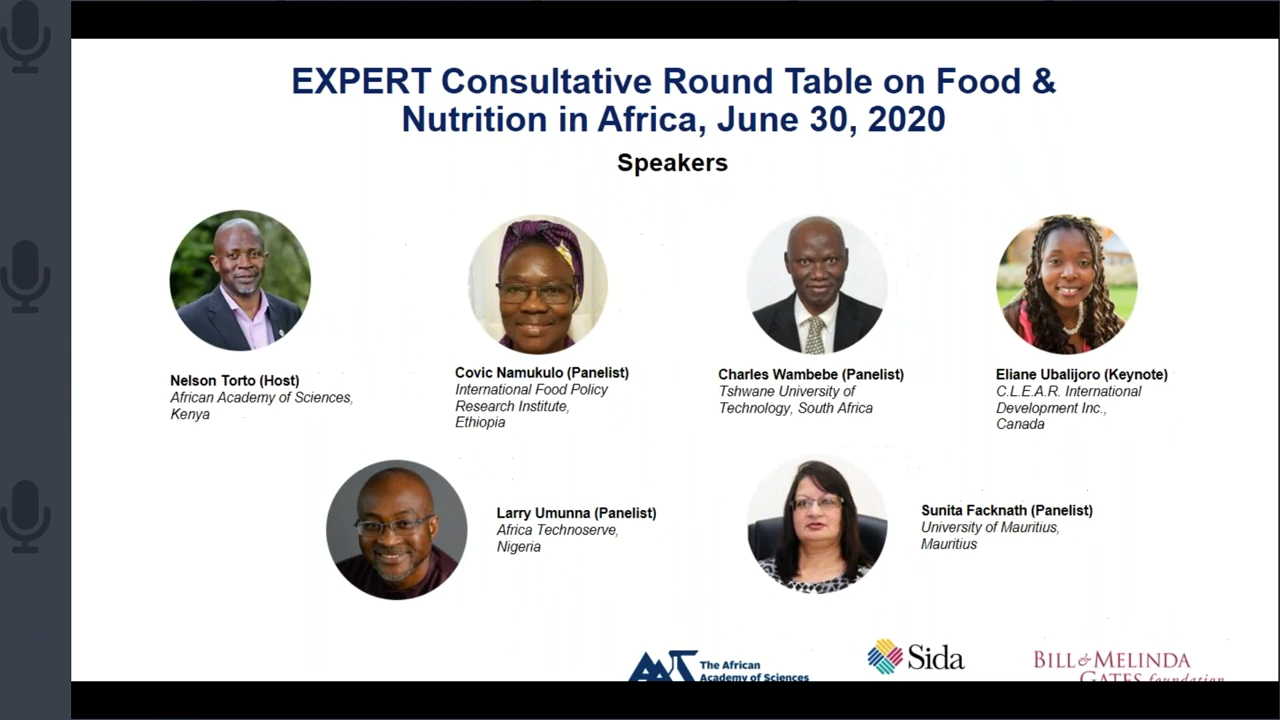 EXPERT Consultative Round Table on Food &
Nutrition in Africa, June 30, 2020
Speakers
Nelson Torto (Host)
African Academy of Sciences,
Kenya
Covic Namukulo (Panelist)
International Food Policy
Research Institute,
Ethiopia
Charles Wambebe (Panelist)
Tshwane University of
Technology, South Africa
Eliane Ubalijoro (Keynote)
C.L.E.A.R. International
Development Inc.,
Canada
Larry Umunna (Panelist)
Africa Technoserve,
Nigeria
Sunita Facknath (Panelist)
University of Mauritius,
Mauritius
The African
Academy of Sciences
Sida
BILL & MELINDA
GATES foundation